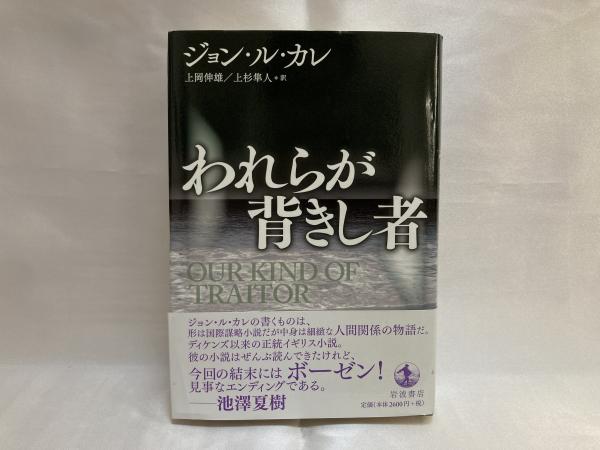 ジョン・ル・カレ
上岡伸雄／上杉隼人＊訳
われらが
背きし者
OUR KIND OF
TRAITOR
ジョン・ル・カレの書くものは、
形は国際謀略小説だが中身は細緻な人間関係の物語だ。
ディケンズ以来の正統イギリス小説。
彼の小説はぜんぶ読んできたけれど、
今回の結末には ボーゼン！
見事なエンディングである。
――池澤夏樹
岩波書店
定価（本体2600円＋税）